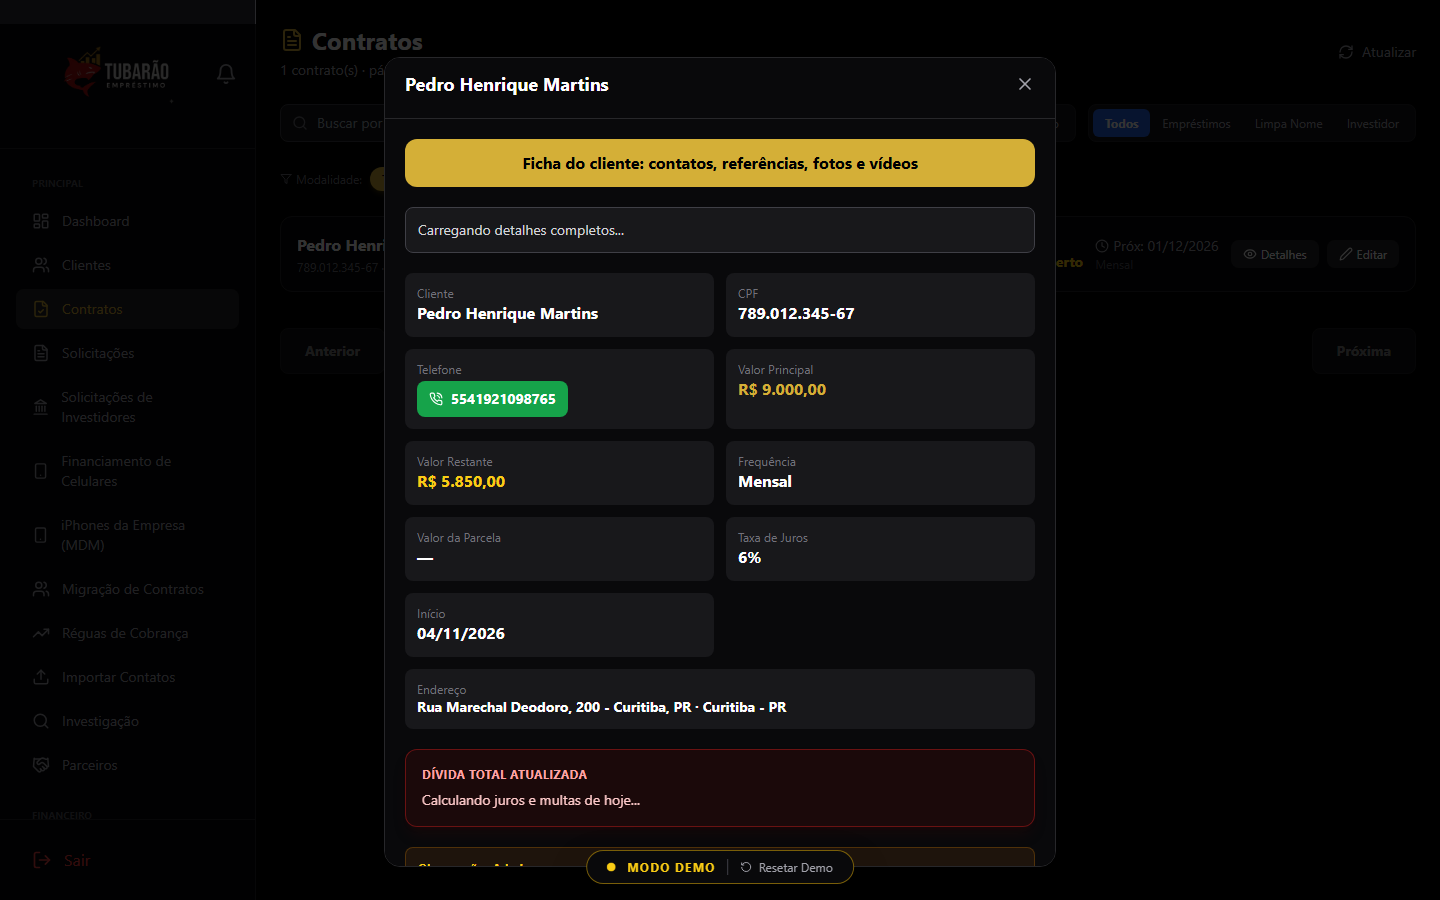 TUBARÃO
EMPRÉSTIMO
PRINCIPAL
Dashboard
Clientes
Contratos
Solicitações
Solicitações de
Investidores
Financiamento de
Celulares
iPhones da Empresa
(MDM)
Migração de Contratos
Réguas de Cobrança
Importar Contatos
Investigação
Parceiros
FINANCEIRO
Sair
Contratos
1 contrato(s) · pá
Atualizar
Buscar por
Todos
Empréstimos
Limpa Nome
Investidor
Modalidade:
Pedro Henri
789.012.345-67
erto
Próx: 01/12/2026
Mensal
Detalhes
Editar
Anterior
Próxima
Pedro Henrique Martins
Ficha do cliente: contatos, referências, fotos e vídeos
Carregando detalhes completos...
Cliente
Pedro Henrique Martins
CPF
789.012.345-67
Telefone
5541921098765
Valor Principal
R$ 9.000,00
Valor Restante
R$ 5.850,00
Frequência
Mensal
Valor da Parcela
—
Taxa de Juros
6%
Início
04/11/2026
Endereço
Rua Marechal Deodoro, 200 - Curitiba, PR · Curitiba - PR
DÍVIDA TOTAL ATUALIZADA
Calculando juros e multas de hoje...
MODO DEMO
Resetar Demo